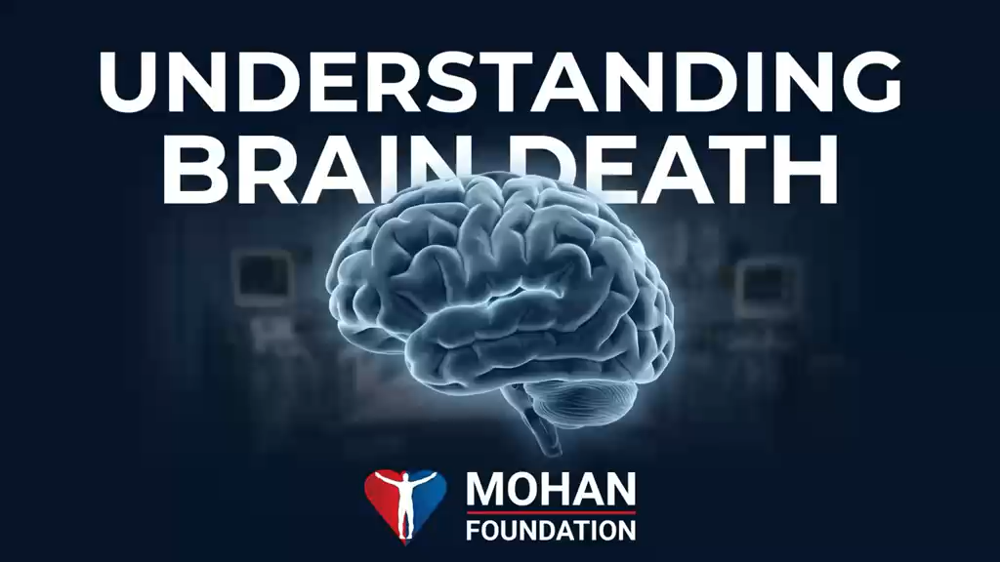 UNDERSTANDING
BRAIN DEATH
MOHAN
FOUNDATION